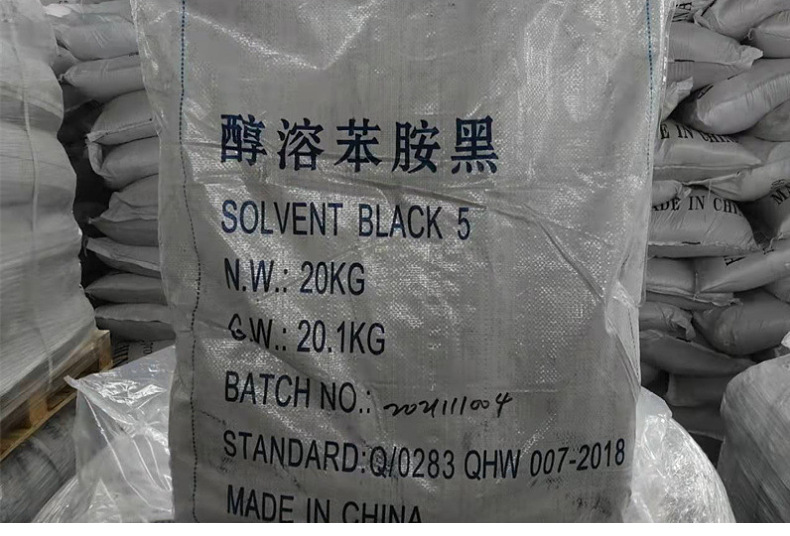 醇溶苯胺黑
SOLVENT BLACK 5
N.W.: 20KG
G.W.: 20.1KG
BATCH NO.: 2021111004
STANDARD:Q/0283 QHW 007-2018
MADE IN CHINA